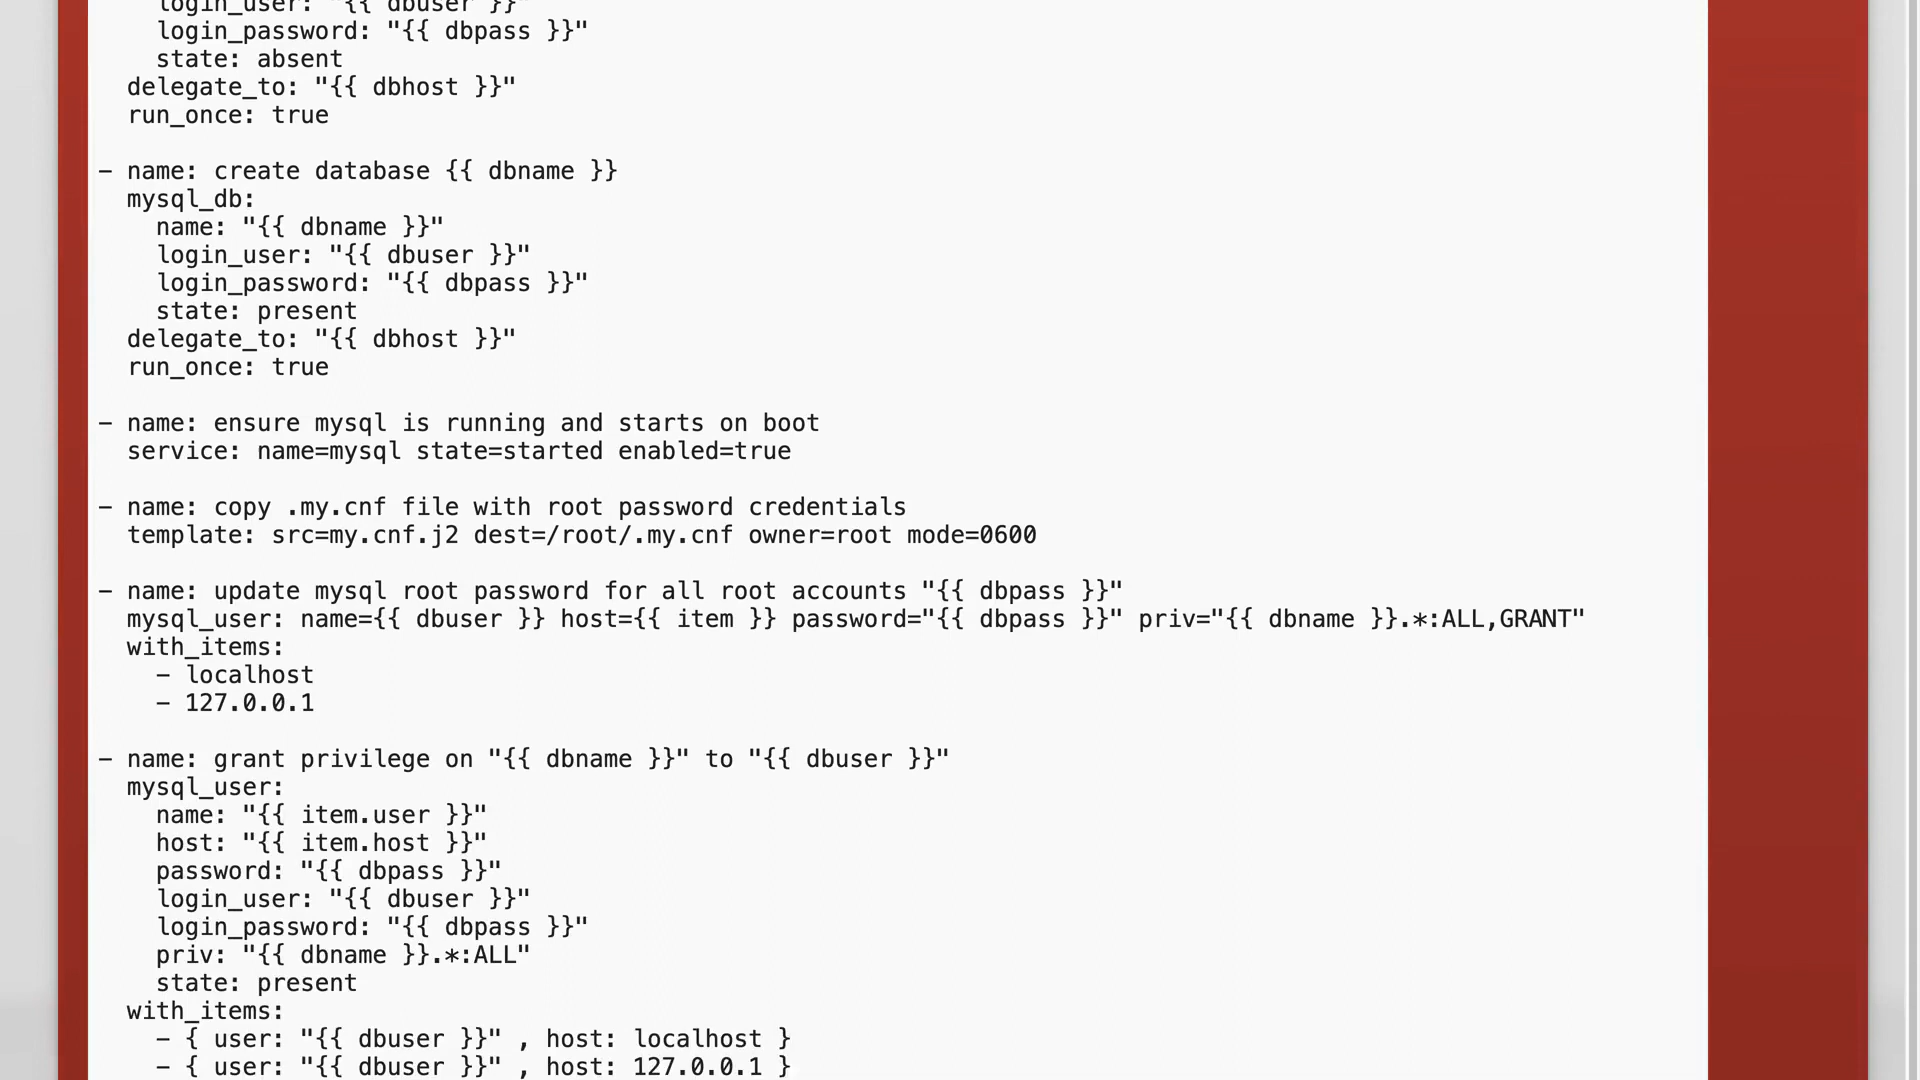 login_user: "{{ dbuser }}"
login_password: "{{ dbpass }}"
state: absent
delegate_to: "{{ dbhost }}"
run_once: true
– name: create database {{ dbname }}
mysql_db:
name: "{{ dbname }}"
login_user: "{{ dbuser }}"
login_password: "{{ dbpass }}"
state: present
delegate_to: "{{ dbhost }}"
run_once: true
– name: ensure mysql is running and starts on boot
service: name=mysql state=started enabled=true
– name: copy .my.cnf file with root password credentials
template: src=my.cnf.j2 dest=/root/.my.cnf owner=root mode=0600
– name: update mysql root password for all root accounts "{{ dbpass }}"
mysql_user: name={{ dbuser }} host={{ item }} password="{{ dbpass }}" priv="{{ dbname }}.*:ALL,GRANT"
with_items:
– localhost
– 127.0.0.1
– name: grant privilege on "{{ dbname }}" to "{{ dbuser }}"
mysql_user:
name: "{{ item.user }}"
host: "{{ item.host }}"
password: "{{ dbpass }}"
login_user: "{{ dbuser }}"
login_password: "{{ dbpass }}"
priv: "{{ dbname }}.*:ALL"
state: present
with_items:
– { user: "{{ dbuser }}" , host: localhost }
– { user: "{{ dbuser }}" , host: 127.0.0.1 }